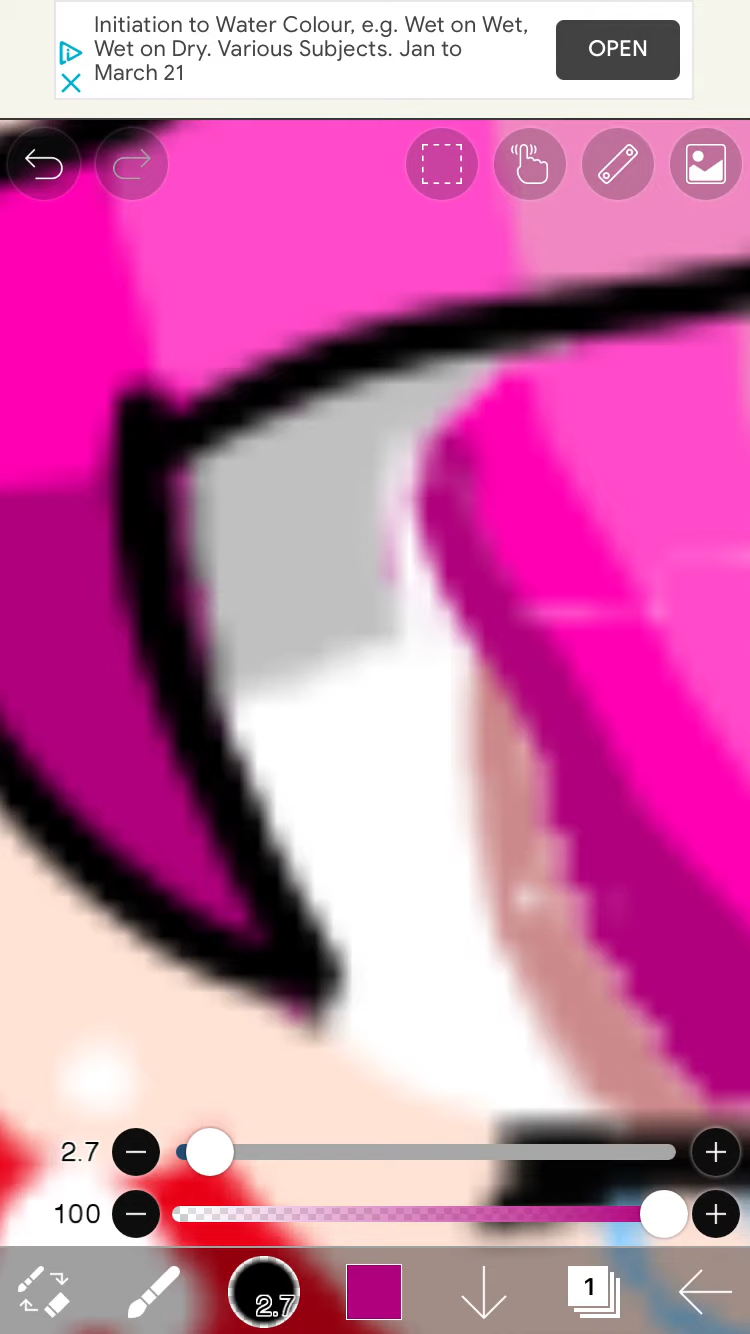 Initiation to Water Colour, e.g. Wet on Wet,
Wet on Dry. Various Subjects. Jan to
March 21
OPEN
2.7
100
2.7
1